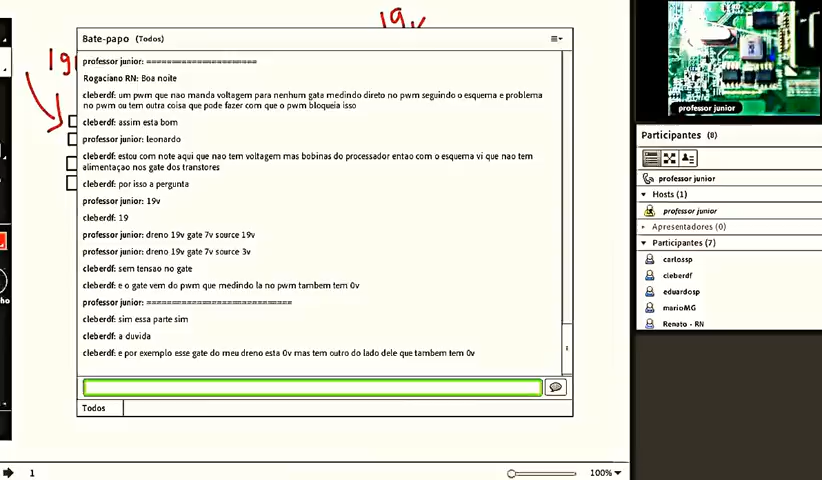 19v
19
Bate-papo (Todos)
professor junior: ======================
Rogaciano RN: Boa noite
cleberdf: um pwm que nao manda voltagem para nenhum gata medindo direto no pwm seguindo o esquema e problema
no pwm ou tem outra coisa que pode fazer com que o pwm bloqueia isso
cleberdf: assim esta bom
professor junior: leonardo
cleberdf: estou com note aqui que nao tem voltagem mas bobinas do processador entao com o esquema vi que nao tem
alimentaçao nos gate dos transtores
cleberdf: por isso a pergunta
professor junior: 19v
cleberdf: 19
professor junior: dreno 19v gate 7v source 19v
professor junior: dreno 19v gate 7v source 3v
cleberdf: sem tensao no gate
cleberdf: e o gate vem do pwm que medindo la no pwm tambem tem 0v
professor junior: =============================
cleberdf: sim essa parte sim
cleberdf: a duvida
cleberdf: e por exemplo esse gate do meu dreno esta 0v mas tem outro do lado dele que tambem tem 0v
Todos
1
100%
professor junior
Participantes (8)
professor junior
Hosts (1)
professor junior
Apresentadores (0)
Participantes (7)
carlossp
cleberdf
eduardosp
marioMG
Renato - RN